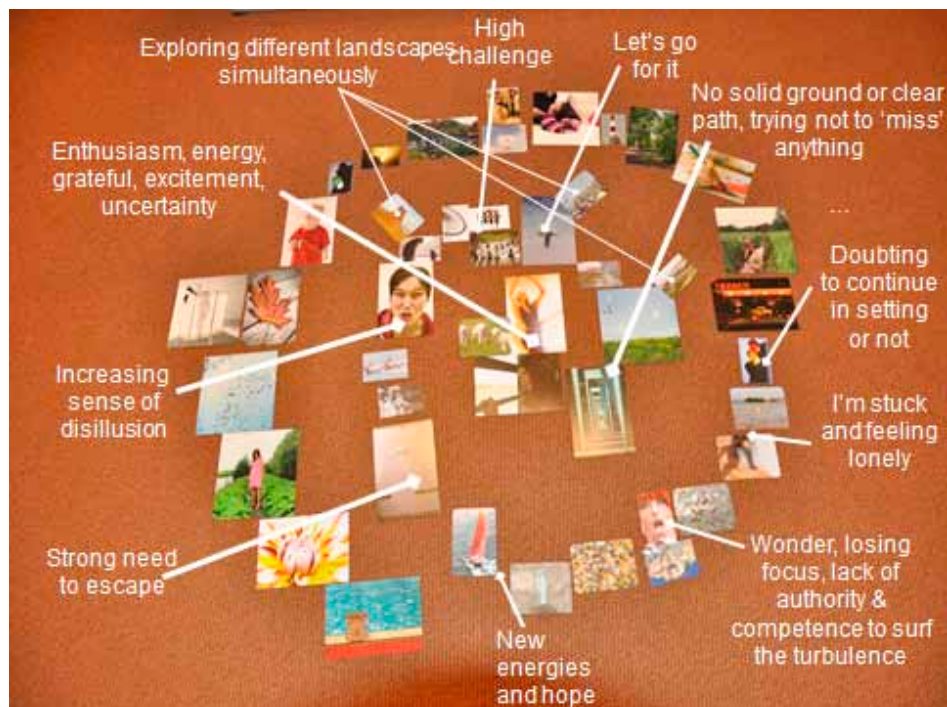 Exploring different landscapes
simultaneously
High
challenge
Let's go
for it
No solid ground or clear
path, trying not to 'miss'
anything
Enthusiasm, energy,
grateful, excitement,
uncertainty
...
Doubting
to continue
in setting
or not
Increasing
sense of
disillusion
I'm stuck
and feeling
lonely
Strong need
to escape
New
energies
and hope
Wonder, losing
focus, lack of
authority &
competence to surf
the turbulence